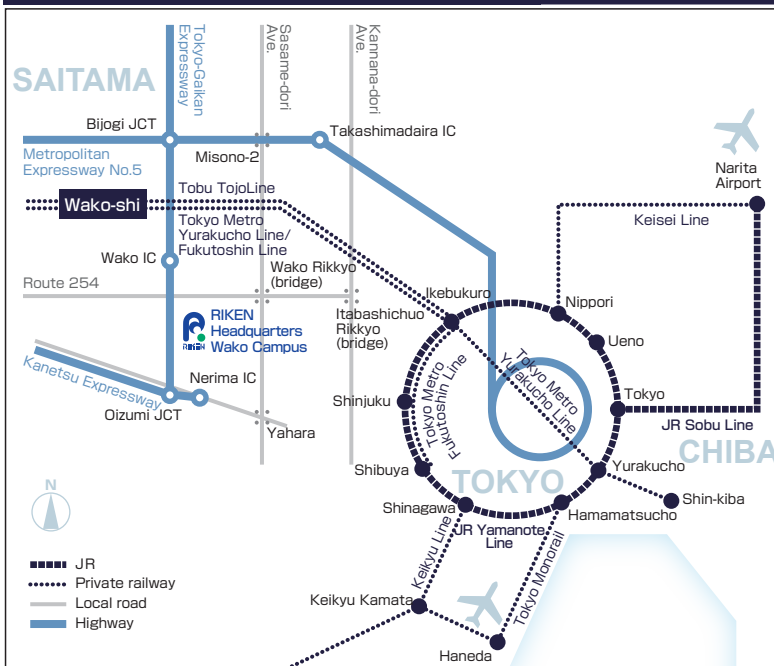 Tokyo-Gaikan
Expressway
Sasame-dori
Ave.
Kannana-dori
Ave.
SAITAMA
Bijogi JCT
Takashimadaira IC
Metropolitan
Expressway No.5
Misono-2
Narita
Airport
Wako-shi
Tobu TojoLine
Tokyo Metro
Yurakucho Line/
Fukutoshin Line
Keisei Line
Wako IC
Wako Rikkyo
(bridge)
Route 254
Ikebukuro
Nippori
RIKEN
RIKEN
Headquarters
Wako Campus
Itabashichuo
Rikkyo
(bridge)
Ueno
Kanetsu Expressway
Nerima IC
Oizumi JCT
Yahara
Tokyo Metro
Fukutoshin Line
Tokyo Metro
Yurakucho Line
Shinjuku
Tokyo
JR Sobu Line
CHIBA
Shibuya
TOKYO
Yurakucho
Shin-kiba
Shinagawa
Hamamatsucho
JR Yamanote
Line
N
JR
Private railway
Local road
Highway
Keikyu Line
Tokyo Monorail
Keikyu Kamata
Haneda